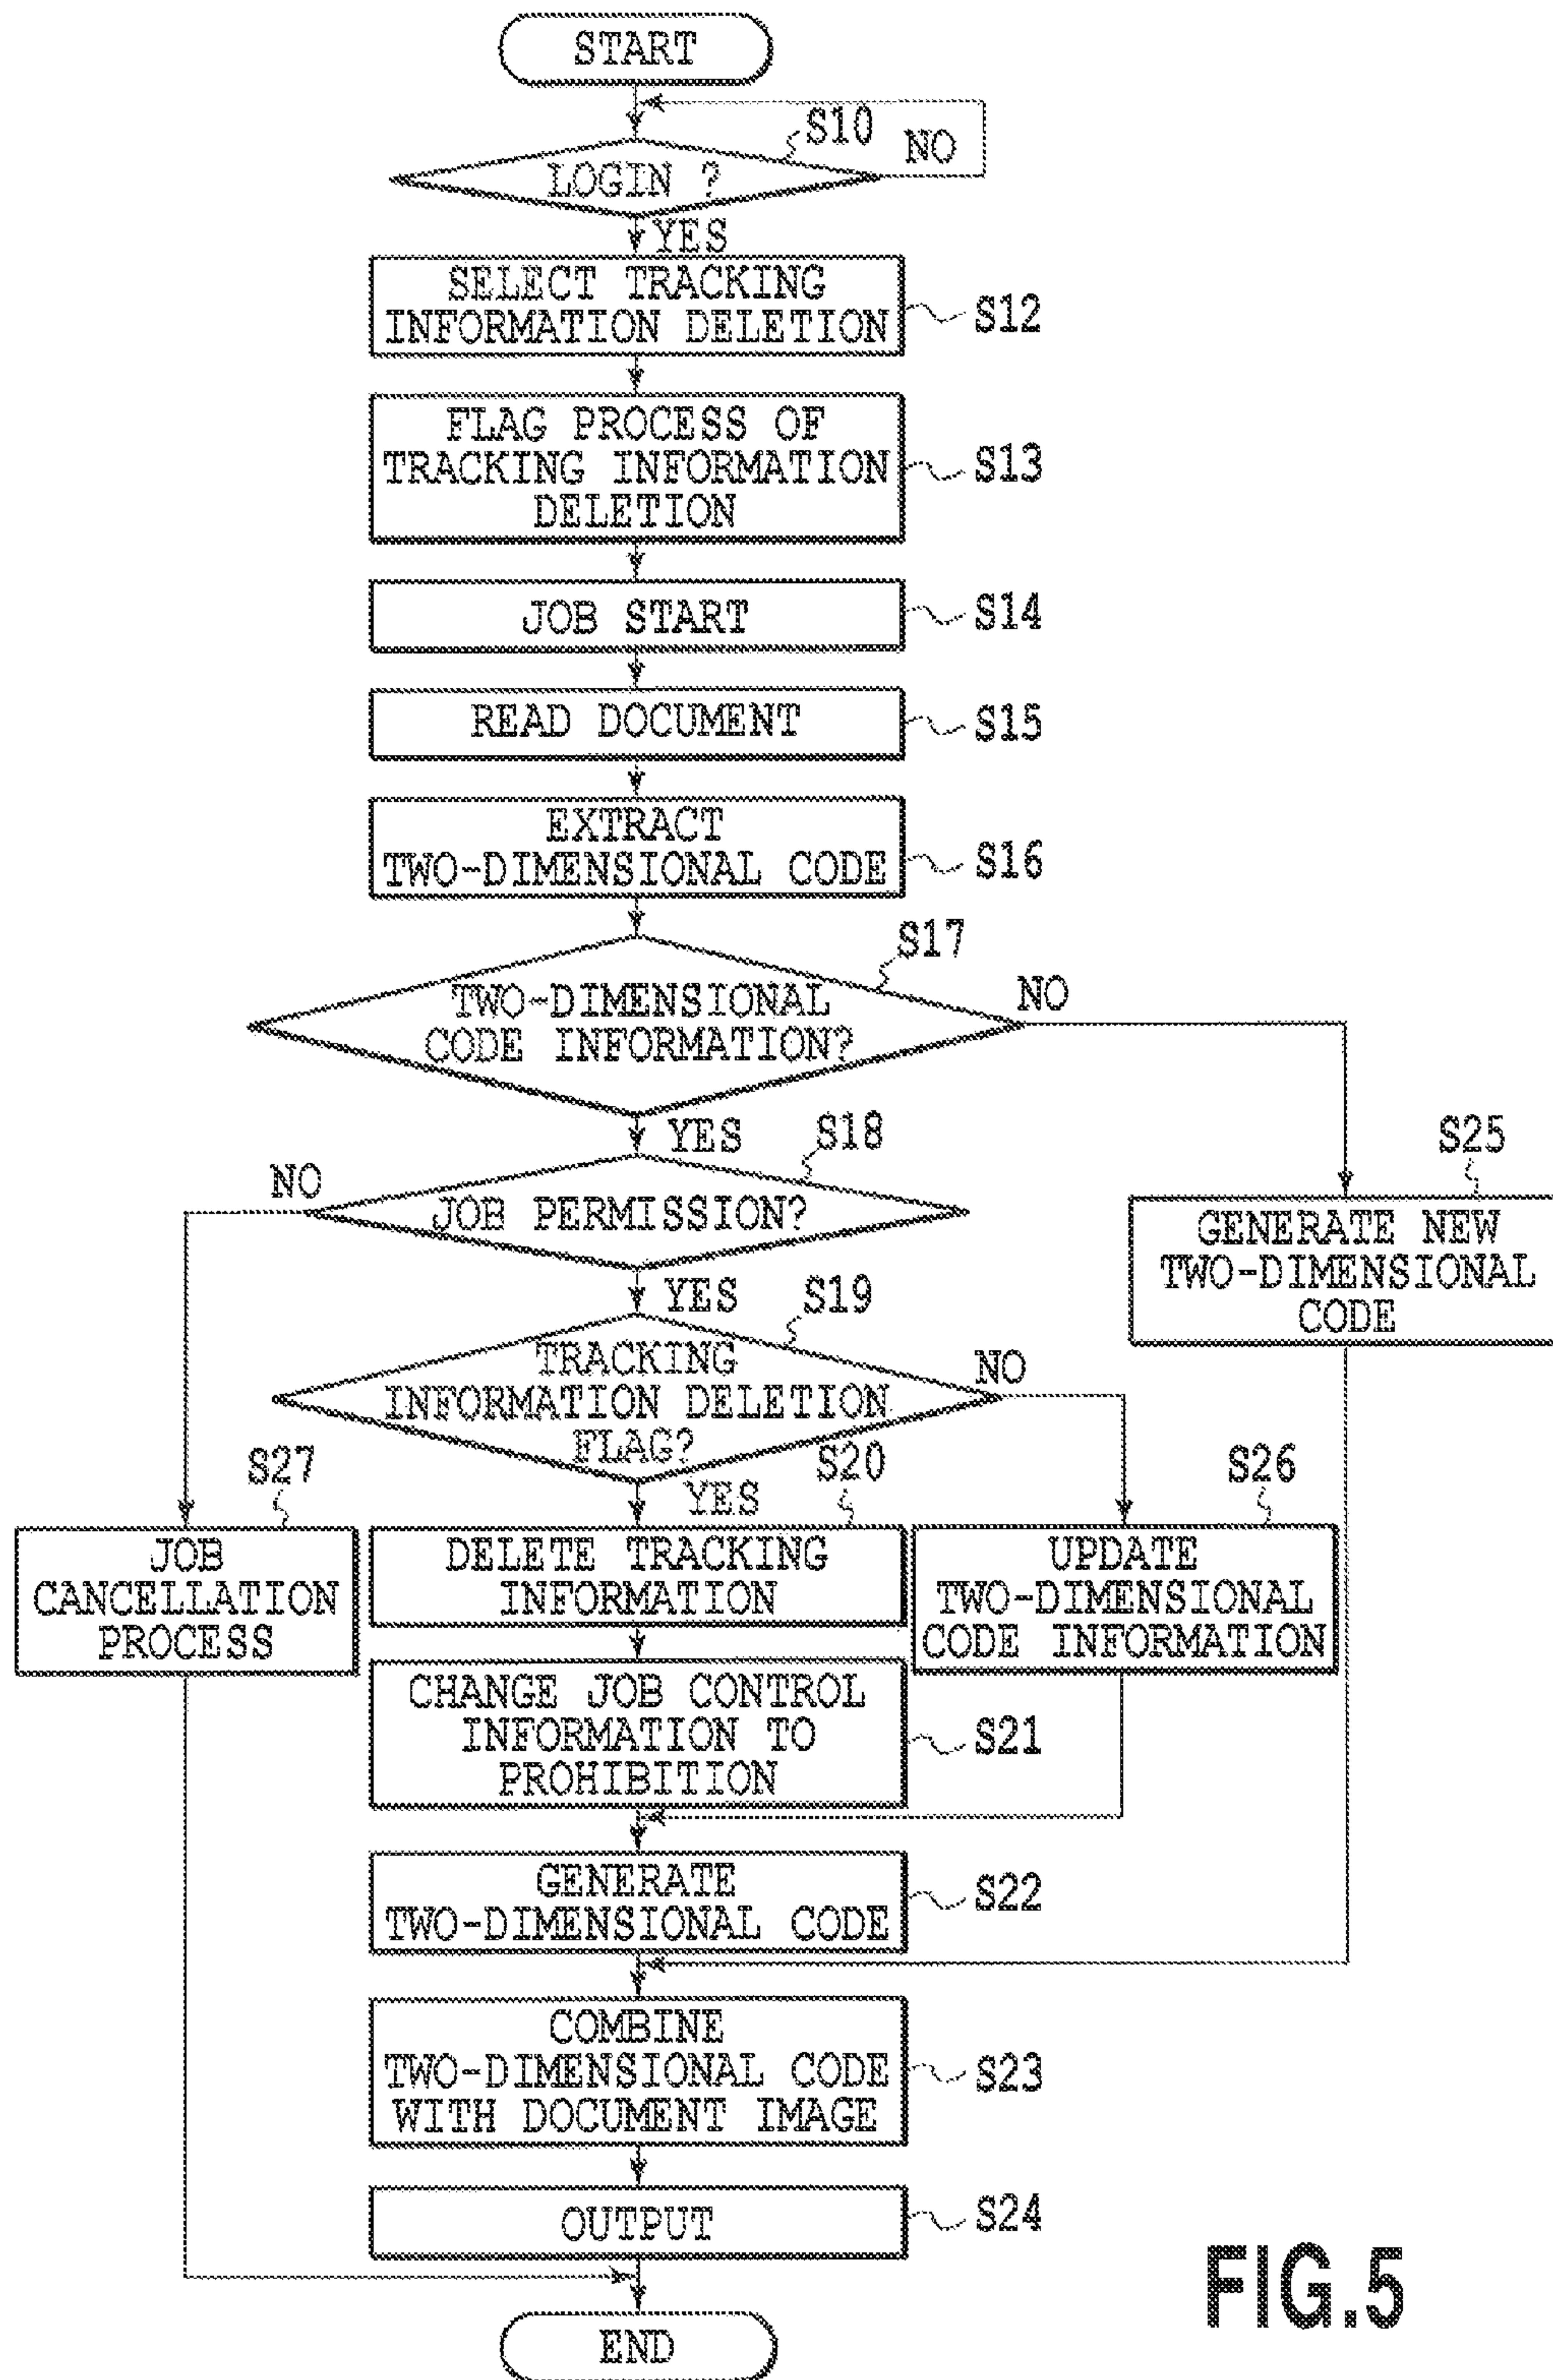 START
S10
NO
LOGIN ?
YES
SELECT TRACKING
INFORMATION DELETION
S12
FLAG PROCESS OF
TRACKING INFORMATION
DELETION
S13
JOB START
S14
READ DOCUMENT
S15
EXTRACT
TWO-DIMENSIONAL CODE
S16
S17
TWO-DIMENSIONAL
CODE INFORMATION?
NO
YES
S18
S25
NO
JOB PERMISSION?
GENERATE NEW
TWO-DIMENSIONAL
CODE
YES
S19
TRACKING
INFORMATION DELETION
FLAG?
NO
S27
YES
S20
S26
JOB
CANCELLATION
PROCESS
DELETE TRACKING
INFORMATION
UPDATE
TWO-DIMENSIONAL
CODE INFORMATION
CHANGE JOB CONTROL
INFORMATION TO
PROHIBITION
S21
GENERATE
TWO-DIMENSIONAL CODE
S22
COMBINE
TWO-DIMENSIONAL CODE
WITH DOCUMENT IMAGE
S23
OUTPUT
S24
END
FIG.5